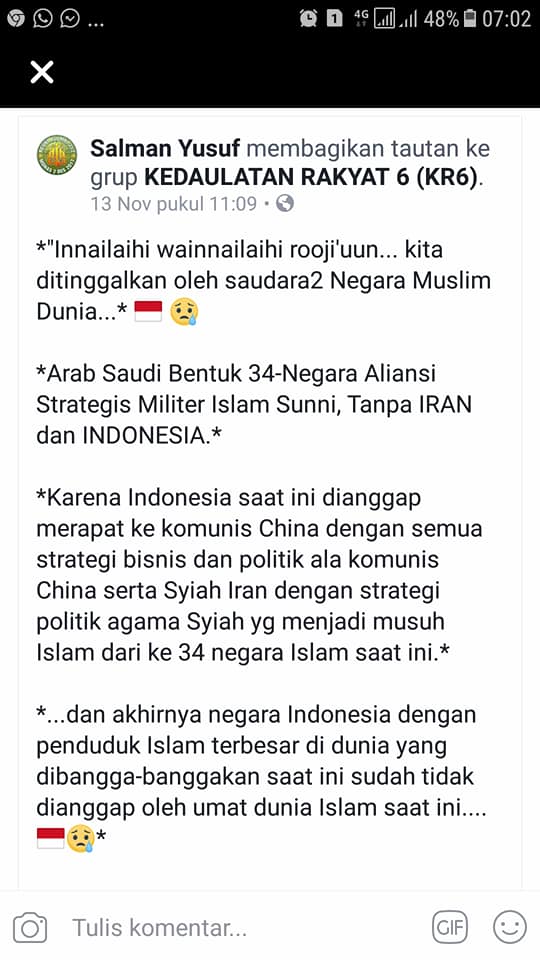 4G 48% 07:02
Salman Yusuf membagikan tautan ke
grup KEDAULATAN RAKYAT 6 (KR6).
13 Nov pukul 11:09 •
*"Innailaihi wainnailaihi rooji'uun... kita
ditinggalkan oleh saudara2 Negara Muslim
Dunia...* 🇮🇩 😢
*Arab Saudi Bentuk 34-Negara Aliansi
Strategis Militer Islam Sunni, Tanpa IRAN
dan INDONESIA.*
*Karena Indonesia saat ini dianggap
merapat ke komunis China dengan semua
strategi bisnis dan politik ala komunis
China serta Syiah Iran dengan strategi
politik agama Syiah yg menjadi musuh
Islam dari ke 34 negara Islam saat ini.*
*...dan akhirnya negara Indonesia dengan
penduduk Islam terbesar di dunia yang
dibangga-banggakan saat ini sudah tidak
dianggap oleh umat dunia Islam saat ini....
🇮🇩😢*
Tulis komentar...
GIF